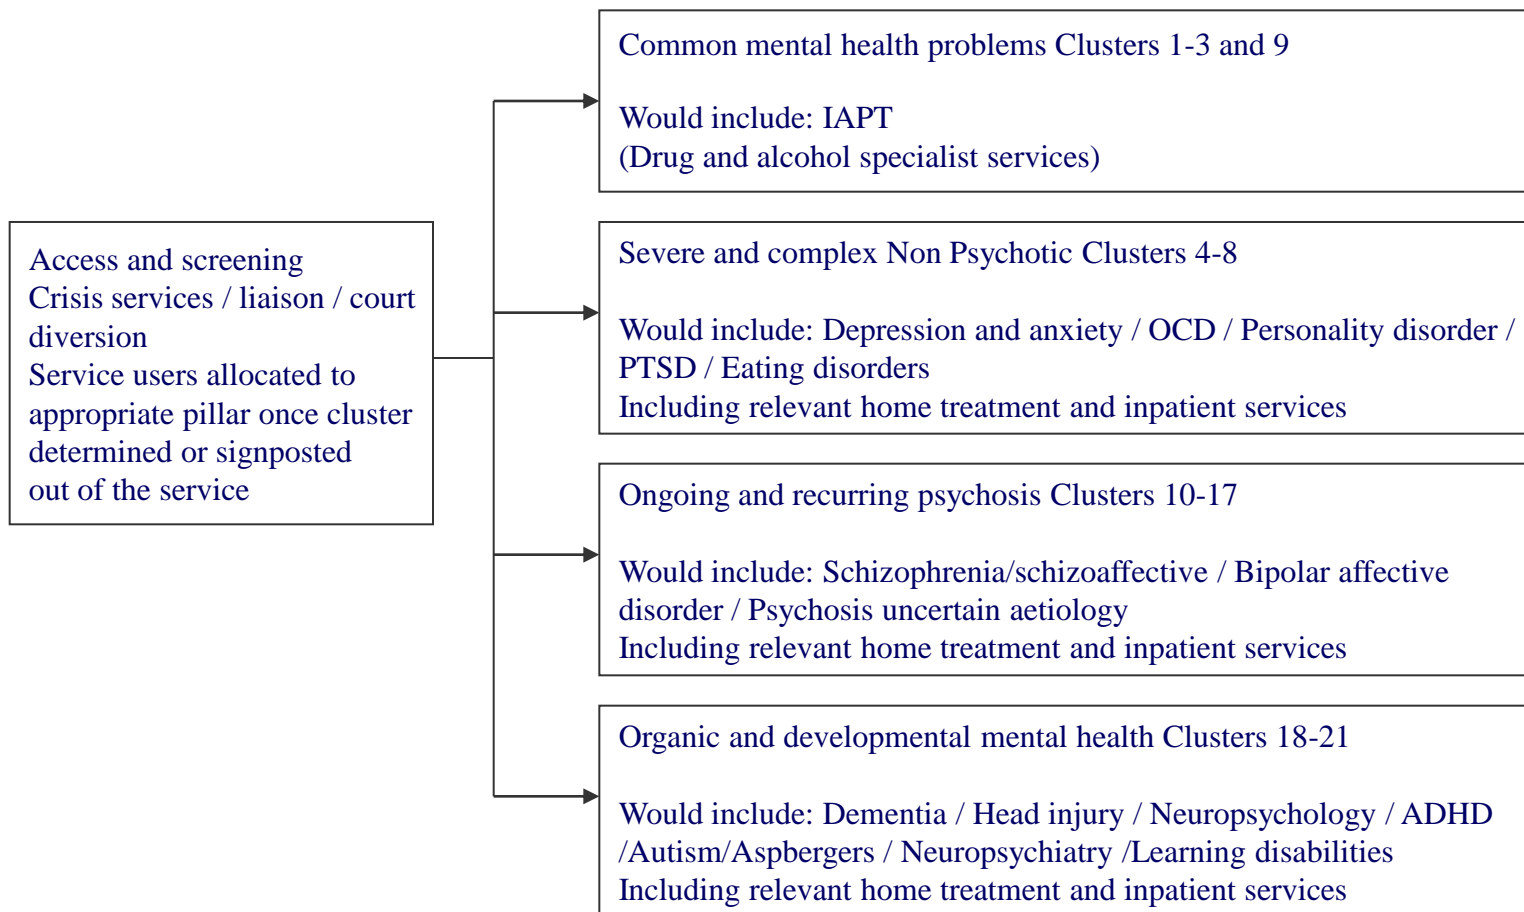 Common mental health problems Clusters 1-3 and 9
Would include: IAPT
(Drug and alcohol specialist services)
Access and screening
Crisis services / liaison / court
diversion
Service users allocated to
appropriate pillar once cluster
determined or signposted
out of the service
Severe and complex Non Psychotic Clusters 4-8
Would include: Depression and anxiety / OCD / Personality disorder /
PTSD / Eating disorders
Including relevant home treatment and inpatient services
Ongoing and recurring psychosis Clusters 10-17
Would include: Schizophrenia/schizoaffective / Bipolar affective
disorder / Psychosis uncertain aetiology
Including relevant home treatment and inpatient services
Organic and developmental mental health Clusters 18-21
Would include: Dementia / Head injury / Neuropsychology / ADHD
/Autism/Aspbergers / Neuropsychiatry /Learning disabilities
Including relevant home treatment and inpatient services